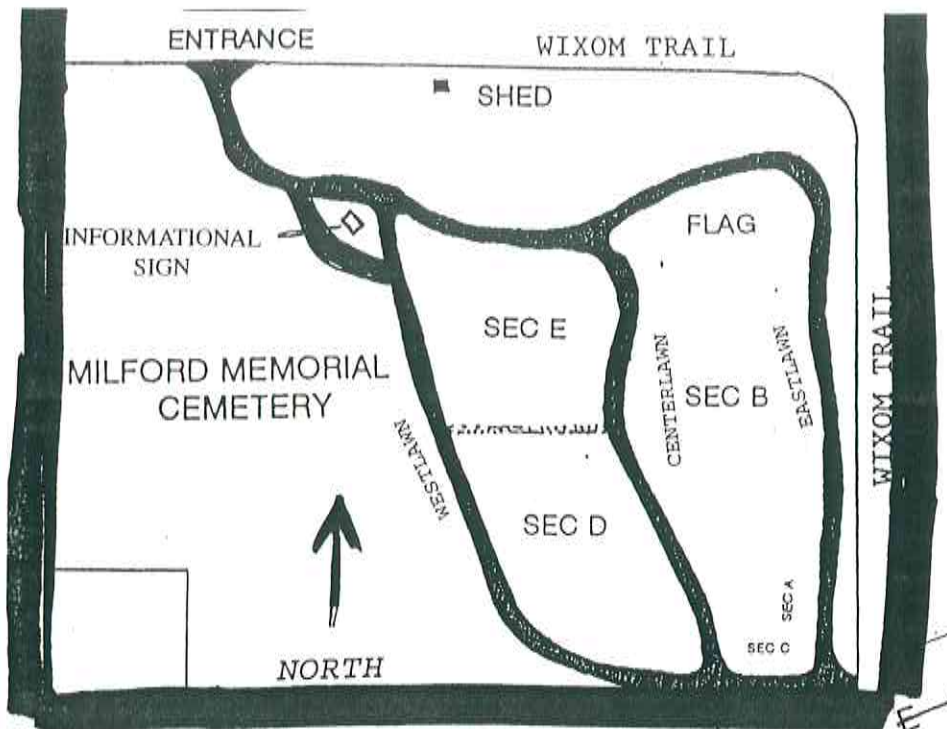 ENTRANCE
WIXOM TRAIL
SHED
INFORMATIONAL
SIGN
FLAG
SEC E
MILFORD MEMORIAL
CEMETERY
WESTLAWN
CENTERLAWN
SEC B
EASTLAWN
WIXOM TRAIL
SEC D
SEC A
SEC C
NORTH